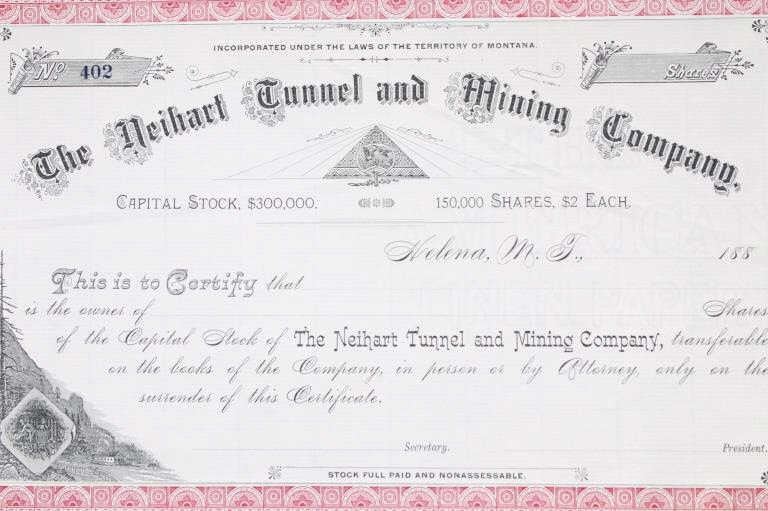 INCORPORATED UNDER THE LAWS OF THE TERRITORY OF MONTANA.
No 402
Shares
The Neihart Tunnel and Mining Company.
CAPITAL STOCK, $300,000. 150,000 SHARES, $2 EACH.
Helena, M. T., 188
This is to Certify that
is the owner of Shares
of the Capital Stock of The Neihart Tunnel and Mining Company, transferable
on the books of the Company, in person or by Attorney, only on the
surrender of this Certificate.
Secretary. President.
STOCK FULL PAID AND NONASSESSABLE.